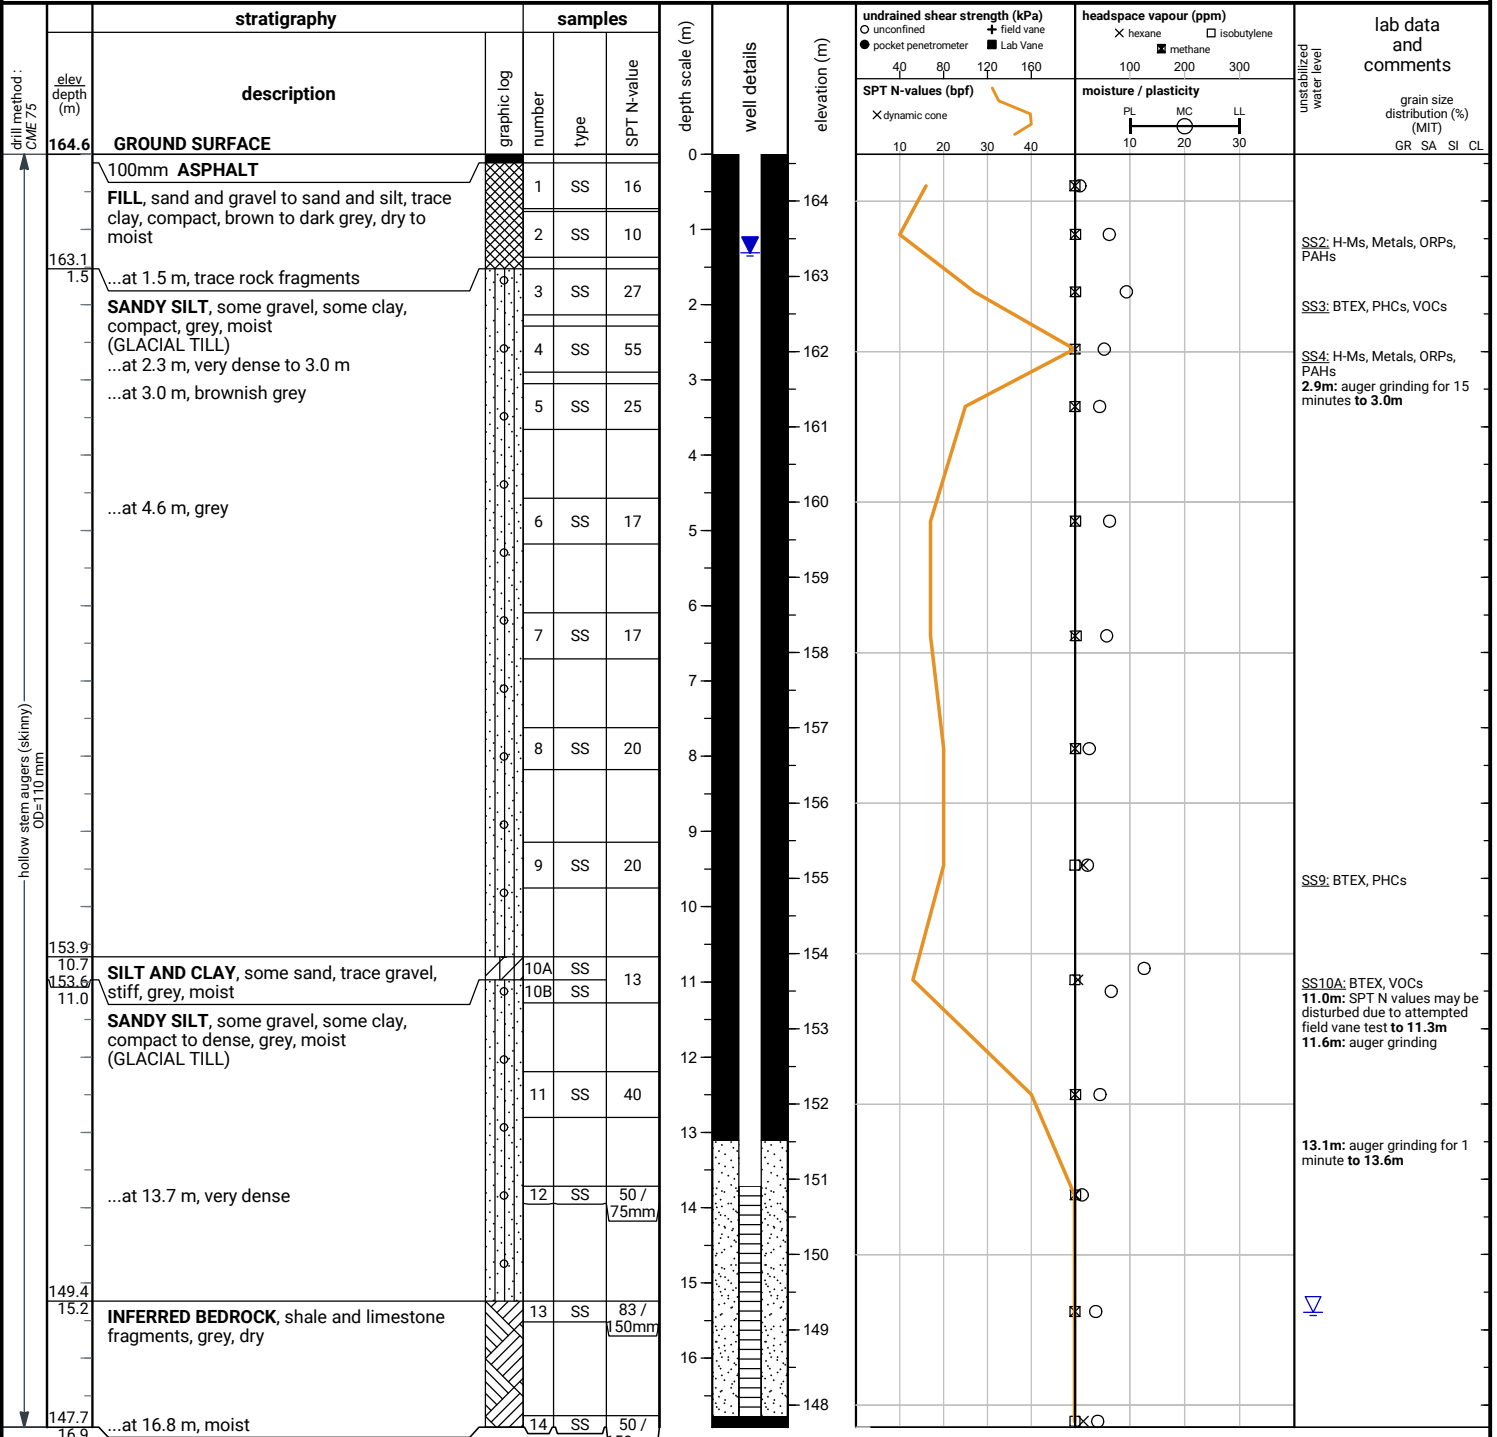 stratigraphy
samples
drill method :
CME 75
elev
depth
(m)
description
graphic log
number
type
SPT N-value
depth scale (m)
well details
elevation (m)
undrained shear strength (kPa)
unconfined
field vane
pocket penetrometer
Lab Vane
40 80 120 160
SPT N-values (bpf)
dynamic cone
10 20 30 40
headspace vapour (ppm)
hexane
isobutylene
methane
100 200 300
moisture / plasticity
PL MC LL
10 20 30
unstabilized
water level
lab data
and
comments
grain size
distribution (%)
(MIT)
GR SA SI CL
164.6
GROUND SURFACE
100mm ASPHALT
FILL, sand and gravel to sand and silt, trace
clay, compact, brown to dark grey, dry to
moist
163.1
1.5
...at 1.5 m, trace rock fragments
SANDY SILT, some gravel, some clay,
compact, grey, moist
(GLACIAL TILL)
...at 2.3 m, very dense to 3.0 m
...at 3.0 m, brownish grey
...at 4.6 m, grey
hollow stem augers (skinny)
OD=110 mm
153.9
10.7
SILT AND CLAY, some sand, trace gravel,
stiff, grey, moist
153.6
11.0
SANDY SILT, some gravel, some clay,
compact to dense, grey, moist
(GLACIAL TILL)
...at 13.7 m, very dense
149.4
15.2
INFERRED BEDROCK, shale and limestone
fragments, grey, dry
147.7
16.9
...at 16.8 m, moist
1 SS 16
2 SS 10
3 SS 27
4 SS 55
5 SS 25
6 SS 17
7 SS 17
8 SS 20
9 SS 20
10A SS
13
10B SS
11 SS 40
12 SS 50 /
75mm
13 SS 83 /
150mm
14 SS 50 /
0
1
2
3
4
5
6
7
8
9
10
11
12
13
14
15
16
164
163
162
161
160
159
158
157
156
155
154
153
152
151
150
149
148
SS2: H-Ms, Metals, ORPs,
PAHs
SS3: BTEX, PHCs, VOCs
SS4: H-Ms, Metals, ORPs,
PAHs
2.9m: auger grinding for 15
minutes to 3.0m
SS9: BTEX, PHCs
SS10A: BTEX, VOCs
11.0m: SPT N values may be
disturbed due to attempted
field vane test to 11.3m
11.6m: auger grinding
13.1m: auger grinding for 1
minute to 13.6m